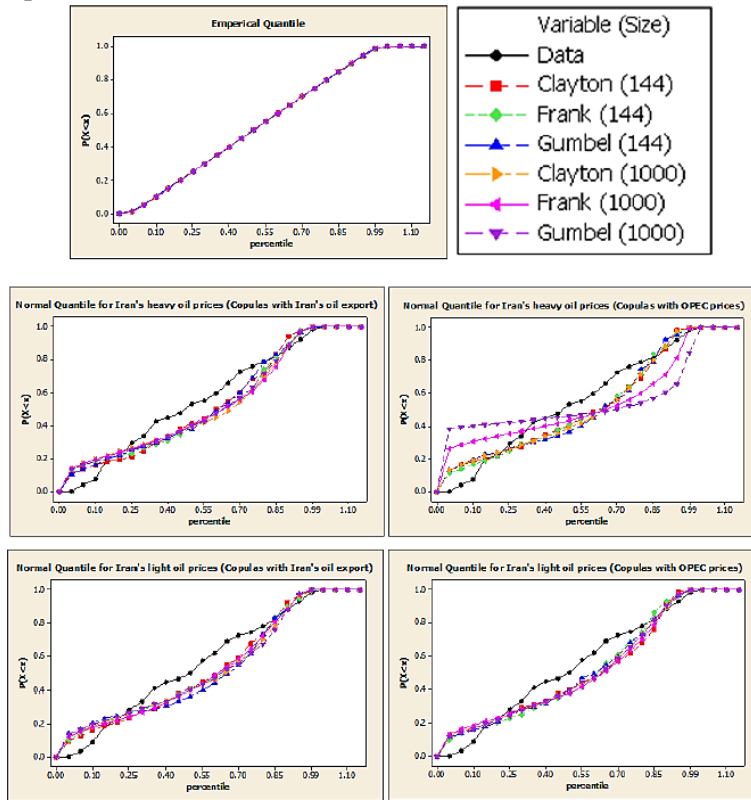 Emperical Quantile
P(X<x)
1.0
0.8
0.6
0.4
0.2
0.0
0.00 0.10 0.25 0.40 0.55 0.70 0.85 0.99 1.10
percentile
Variable (Size)
Data
Clayton (144)
Frank (144)
Gumbel (144)
Clayton (1000)
Frank (1000)
Gumbel (1000)
Normal Quantile for Iran's heavy oil prices (Copulas with Iran's oil export)
P(X<x)
1.0
0.8
0.6
0.4
0.2
0.0
0.00 0.10 0.25 0.40 0.55 0.70 0.85 0.99 1.10
percentile
Normal Quantile for Iran's heavy oil prices (Copulas with OPEC prices)
P(X<x)
1.0
0.8
0.6
0.4
0.2
0.0
0.00 0.10 0.25 0.40 0.55 0.70 0.85 0.99 1.10
percentile
Normal Quantile for Iran's light oil prices (Copulas with Iran's oil export)
P(X<x)
1.0
0.8
0.6
0.4
0.2
0.0
0.00 0.10 0.25 0.40 0.55 0.70 0.85 0.99 1.10
percentile
Normal Quantile for Iran's light oil prices (Copulas with OPEC prices)
P(X<x)
1.0
0.8
0.6
0.4
0.2
0.0
0.00 0.10 0.25 0.40 0.55 0.70 0.85 0.99 1.10
percentile